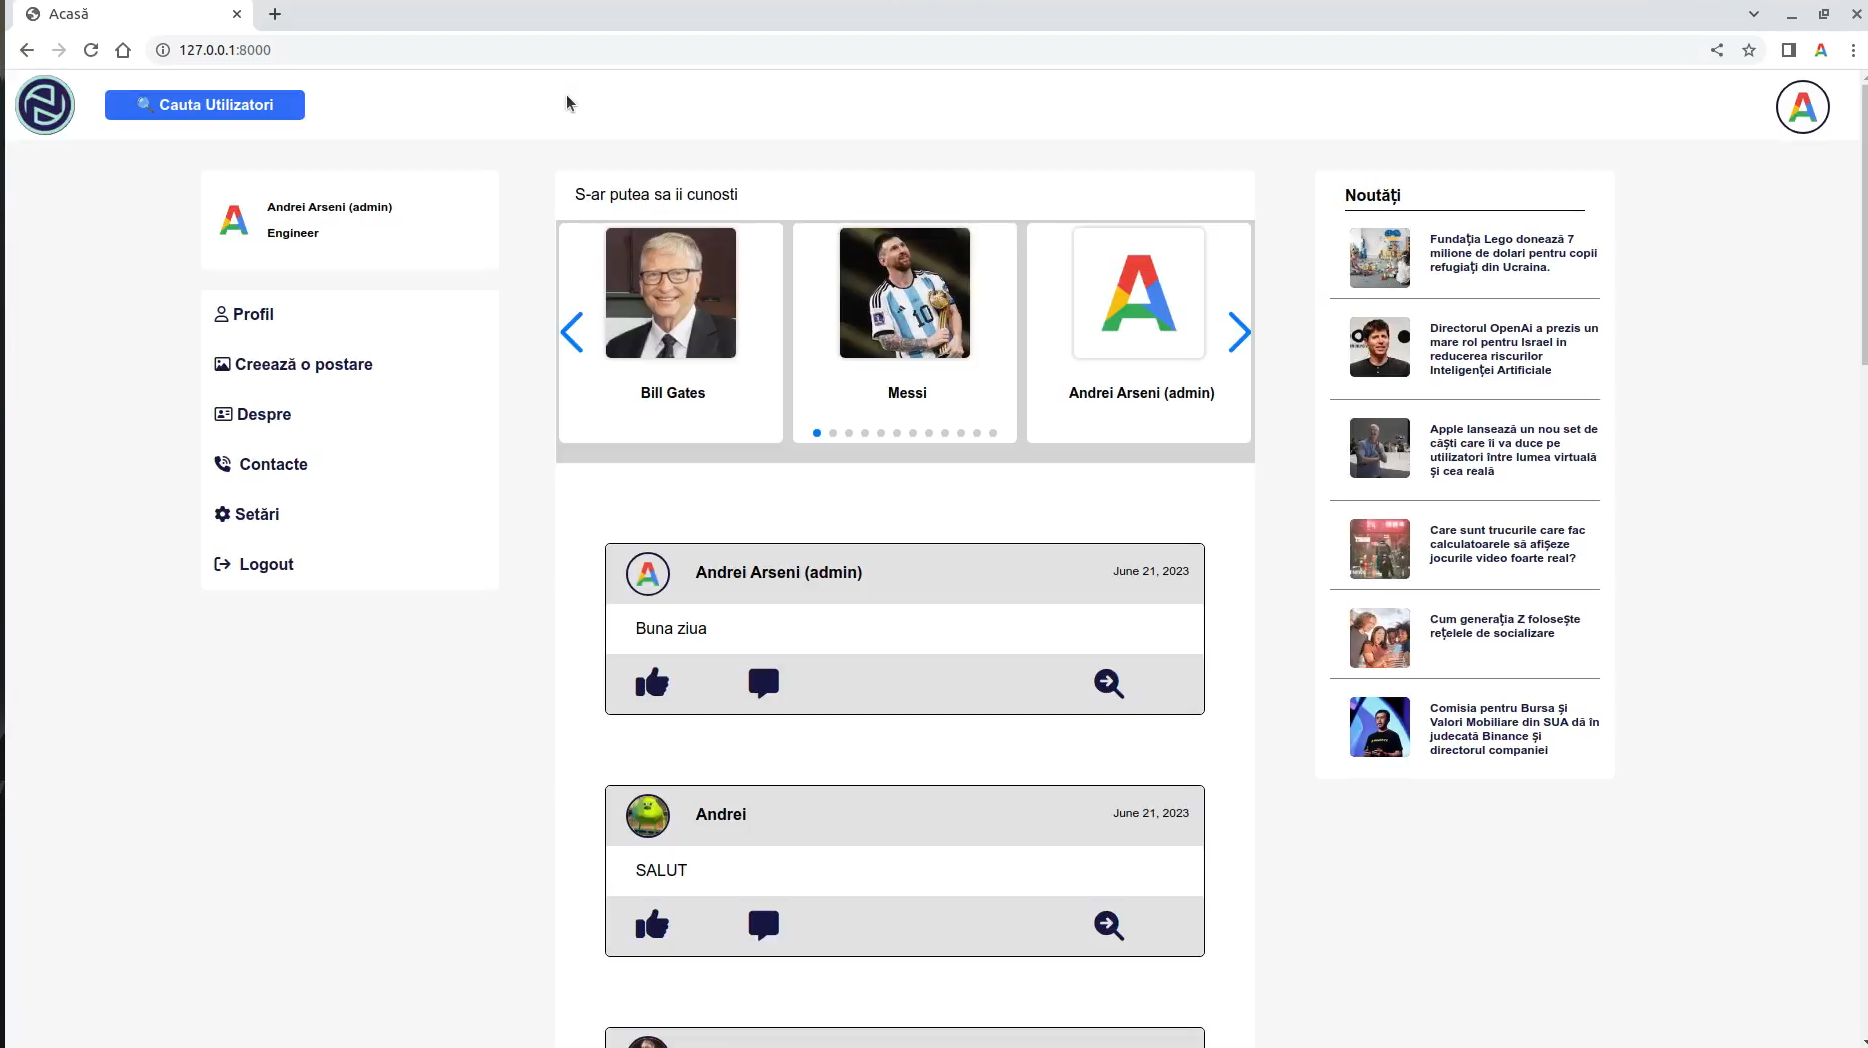 Acasă
127.0.0.1:8000
Cauta Utilizatori
Andrei Arseni (admin)
Engineer
Profil
Creează o postare
Despre
Contacte
Setări
Logout
S-ar putea sa ii cunosti
Bill Gates
Messi
Andrei Arseni (admin)
Andrei Arseni (admin)
June 21, 2023
Buna ziua
Andrei
June 21, 2023
SALUT
Noutăți
Fundația Lego donează 7
milione de dolari pentru copii
refugiați din Ucraina.
Directorul OpenAi a prezis un
mare rol pentru Israel in
reducerea riscurilor
Inteligenței Artificiale
Apple lansează un nou set de
căști care îi va duce pe
utilizatori între lumea virtuală
și cea reală
Care sunt trucurile care fac
calculatoarele să afișeze
jocurile video foarte real?
Cum generația Z folosește
rețelele de socializare
Comisia pentru Bursa și
Valori Mobiliare din SUA dă în
judecată Binance și
directorul companiei